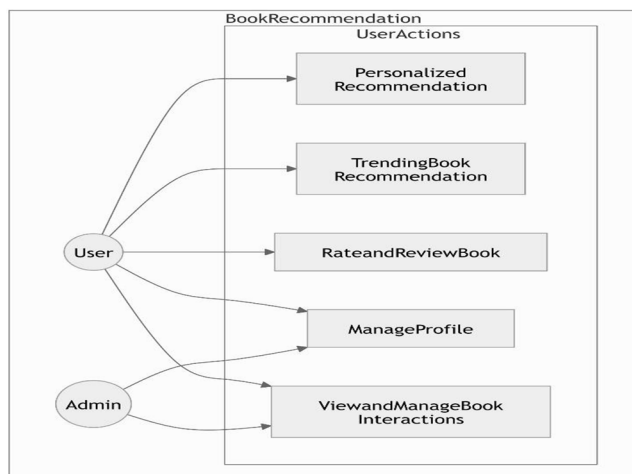 BookRecommendation
UserActions
Personalized
Recommendation
TrendingBook
Recommendation
User
RateandReviewBook
ManageProfile
Admin
ViewandManageBook
Interactions